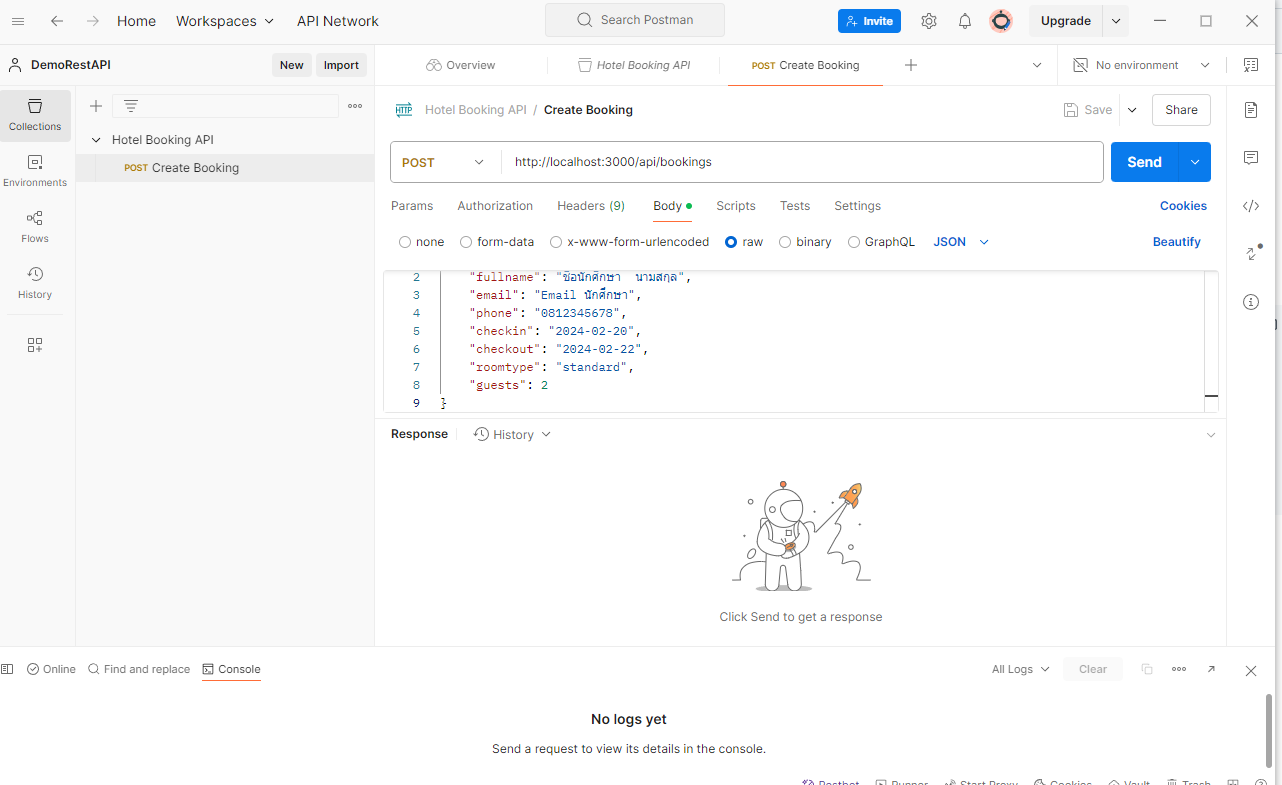 Home Workspaces API Network Search Postman Invite Upgrade
DemoRestAPI New Import Overview Hotel Booking API POST Create Booking No environment
Collections
Environments
Flows
History
Hotel Booking API
POST Create Booking
Hotel Booking API / Create Booking Save Share
POST http://localhost:3000/api/bookings Send
Params Authorization Headers (9) Body Scripts Tests Settings Cookies
none form-data x-www-form-urlencoded raw binary GraphQL JSON Beautify
2 "fullname": "ชื่อนักศึกษา นามสกุล",
3 "email": "Email นักศึกษา",
4 "phone": "0812345678",
5 "checkin": "2024-02-20",
6 "checkout": "2024-02-22",
7 "roomtype": "standard",
8 "guests": 2
9 }
Response History
Click Send to get a response
Online Find and replace Console All Logs Clear
No logs yet
Send a request to view its details in the console.
Postbot Runner Start Proxy Cookies Vault Trash